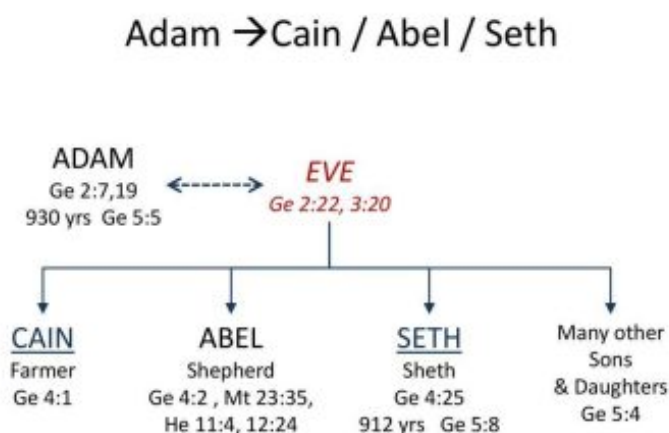 Adam →Cain / Abel / Seth
ADAM
Ge 2:7,19
930 yrs Ge 5:5
EVE
Ge 2:22, 3:20
CAIN
Farmer
Ge 4:1
ABEL
Shepherd
Ge 4:2 , Mt 23:35,
He 11:4, 12:24
SETH
Sheth
Ge 4:25
912 yrs Ge 5:8
Many other
Sons
& Daughters
Ge 5:4